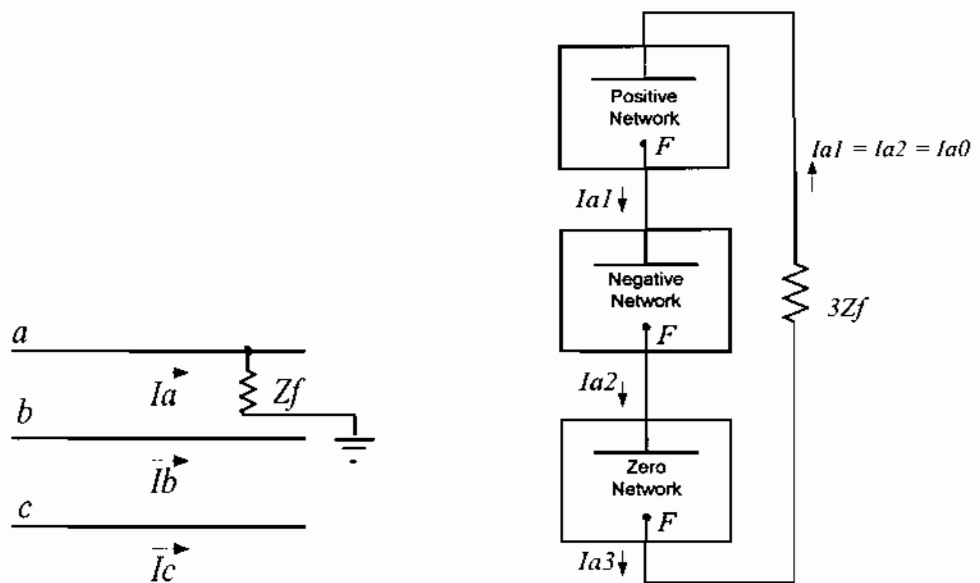 a
Ia
Zf
b
Ib
c
Ic
Positive
Network
F
Ia1
Negative
Network
F
Ia2
Zero
Network
F
Ia3
Ia1 = Ia2 = Ia0
3Zf